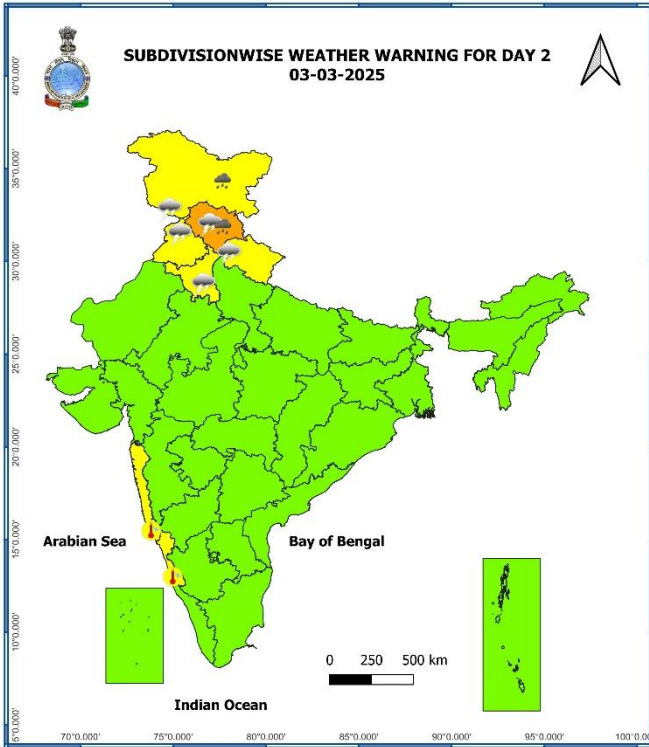 SUBDIVISIONWISE WEATHER WARNING FOR DAY 2
03-03-2025
40°0.000'
35°0.000'
30°0.000'
25°0.000'
20°0.000'
15°0.000'
10°0.000'
5°0.000'
Arabian Sea
Bay of Bengal
0 250 500 km
Indian Ocean
70°0.000' 75°0.000' 80°0.000' 85°0.000' 90°0.000' 95°0.000' 100°0.000'